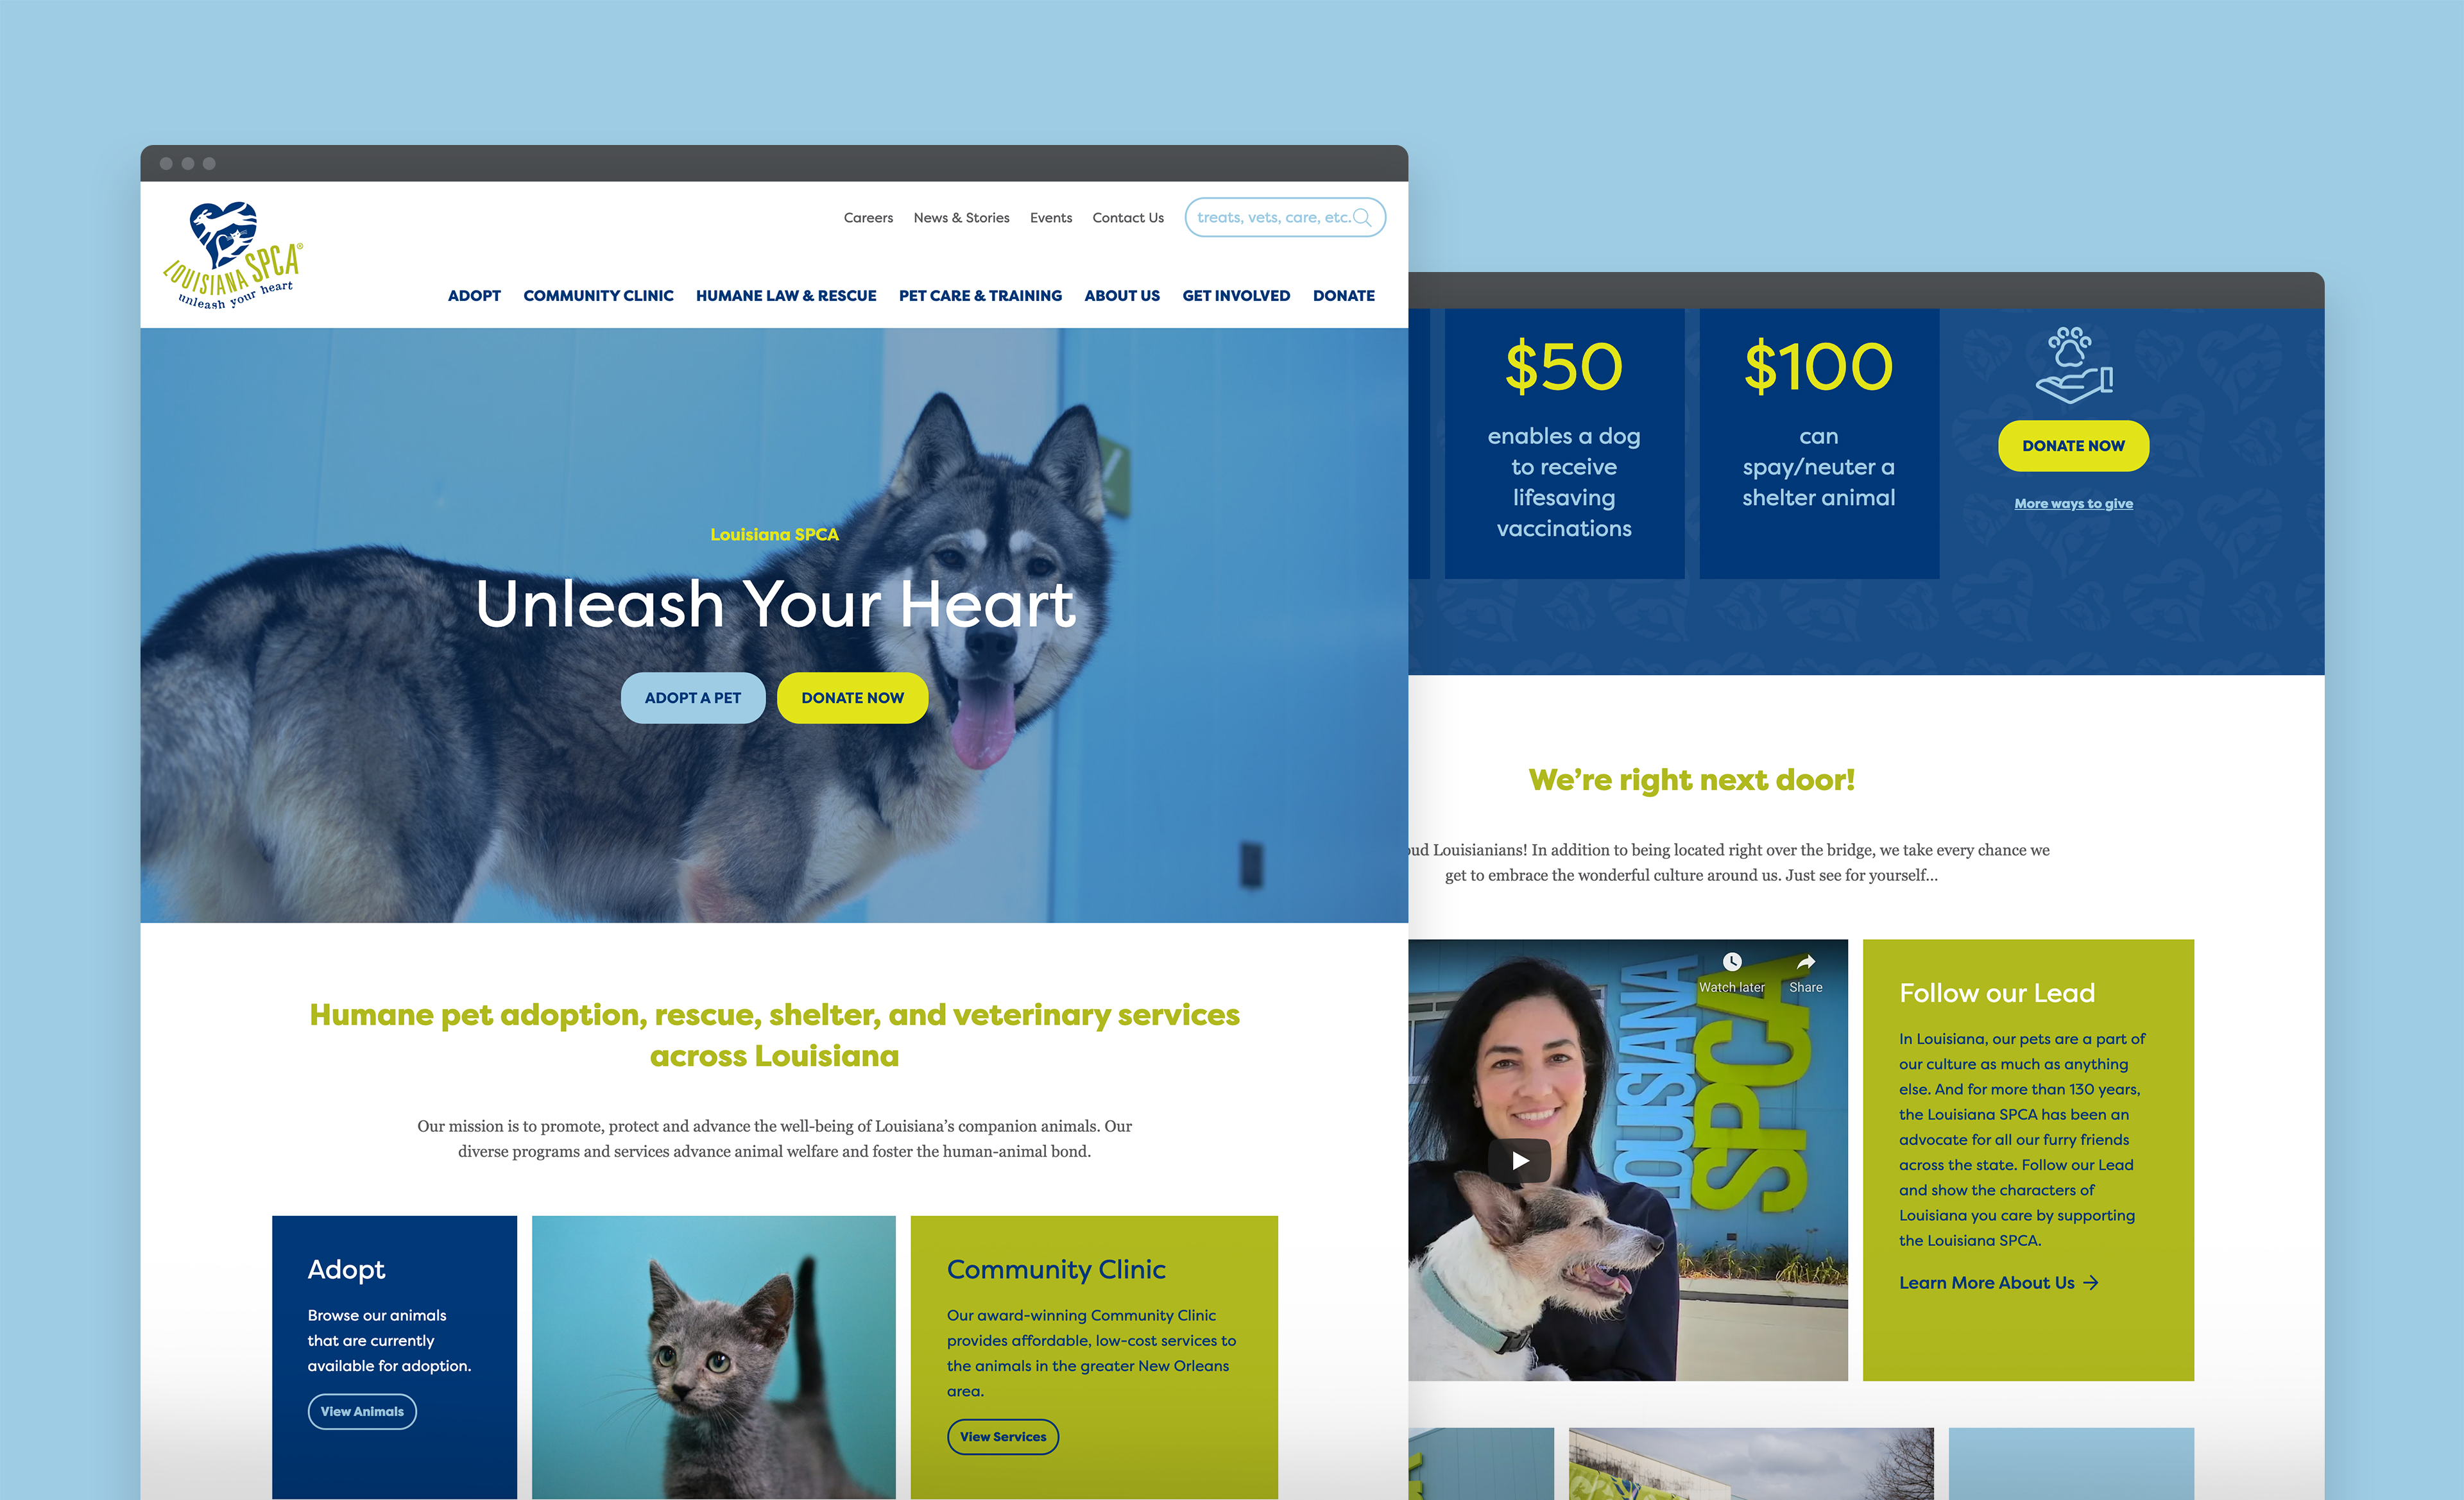 LOUISIANA SPCA®
unleash your heart
Careers News & Stories Events Contact Us
treats, vets, care, etc.
ADOPT COMMUNITY CLINIC HUMANE LAW & RESCUE PET CARE & TRAINING ABOUT US GET INVOLVED DONATE
Louisiana SPCA
Unleash Your Heart
ADOPT A PET
DONATE NOW
Humane pet adoption, rescue, shelter, and veterinary services
across Louisiana
Our mission is to promote, protect and advance the well-being of Louisiana’s companion animals. Our
diverse programs and services advance animal welfare and foster the human-animal bond.
Adopt
Browse our animals
that are currently
available for adoption.
View Animals
Community Clinic
Our award-winning Community Clinic
provides affordable, low-cost services to
the animals in the greater New Orleans
area.
View Services
$50
enables a dog
to receive
lifesaving
vaccinations
$100
can
spay/neuter a
shelter animal
DONATE NOW
More ways to give
We’re right next door!
Louisianians! In addition to being located right over the bridge, we take every chance we
get to embrace the wonderful culture around us. Just see for yourself...
Watch later
Share
LOUISIANA
SPCA
Follow our Lead
In Louisiana, our pets are a part of
our culture as much as anything
else. And for more than 130 years,
the Louisiana SPCA has been an
advocate for all our furry friends
across the state. Follow our Lead
and show the characters of
Louisiana you care by supporting
the Louisiana SPCA.
Learn More About Us →